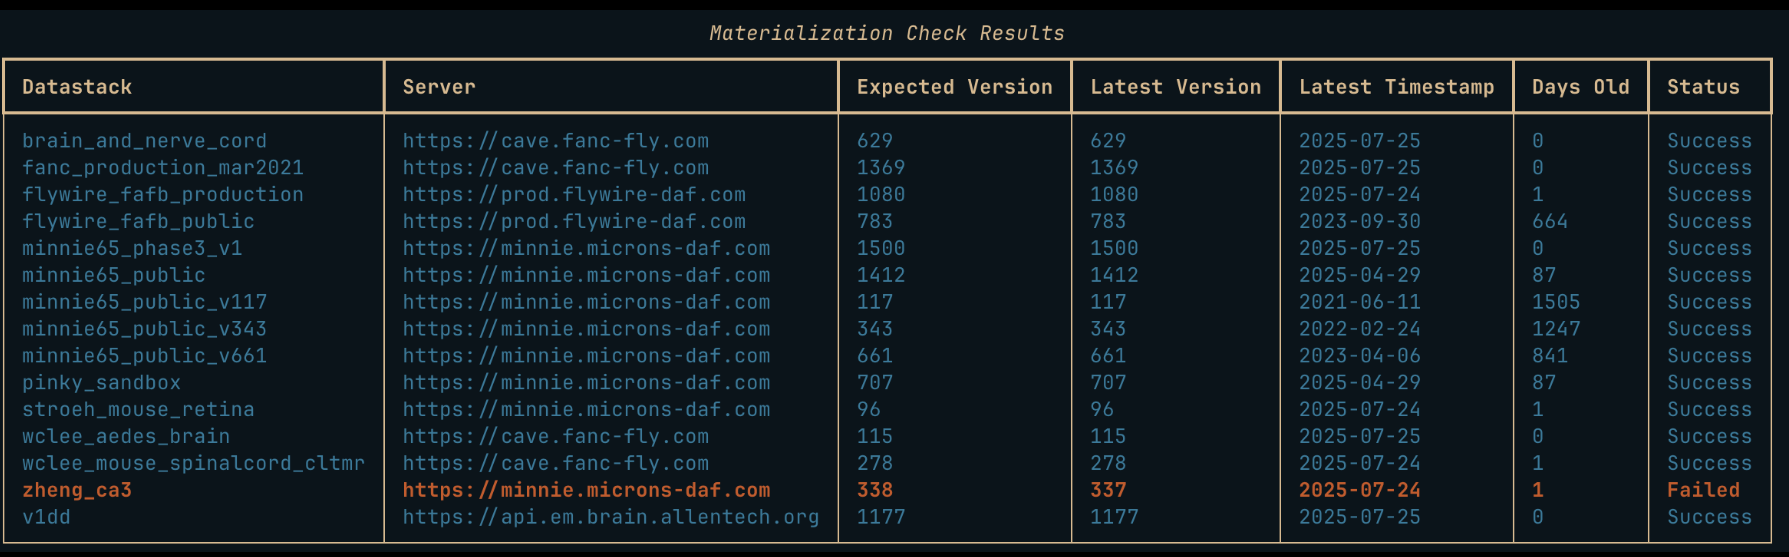 Materialization Check Results
Datastack Server Expected Version Latest Version Latest Timestamp Days Old Status
brain_and_nerve_cord https://cave.fanc-fly.com 629 629 2025-07-25 0 Success
fanc_production_mar2021 https://cave.fanc-fly.com 1369 1369 2025-07-25 0 Success
flywire_fafb_production https://prod.flywire-daf.com 1080 1080 2025-07-24 1 Success
flywire_fafb_public https://prod.flywire-daf.com 783 783 2023-09-30 664 Success
minnie65_phase3_v1 https://minnie.microns-daf.com 1500 1500 2025-07-25 0 Success
minnie65_public https://minnie.microns-daf.com 1412 1412 2025-04-29 87 Success
minnie65_public_v117 https://minnie.microns-daf.com 117 117 2021-06-11 1505 Success
minnie65_public_v343 https://minnie.microns-daf.com 343 343 2022-02-24 1247 Success
minnie65_public_v661 https://minnie.microns-daf.com 661 661 2023-04-06 841 Success
pinky_sandbox https://minnie.microns-daf.com 707 707 2025-04-29 87 Success
stroeh_mouse_retina https://minnie.microns-daf.com 96 96 2025-07-24 1 Success
wclee_aedes_brain https://cave.fanc-fly.com 115 115 2025-07-25 0 Success
wclee_mouse_spinalcord_cltmr https://cave.fanc-fly.com 278 278 2025-07-24 1 Success
zheng_ca3 https://minnie.microns-daf.com 338 337 2025-07-24 1 Failed
v1dd https://api.em.brain.allentech.org 1177 1177 2025-07-25 0 Success